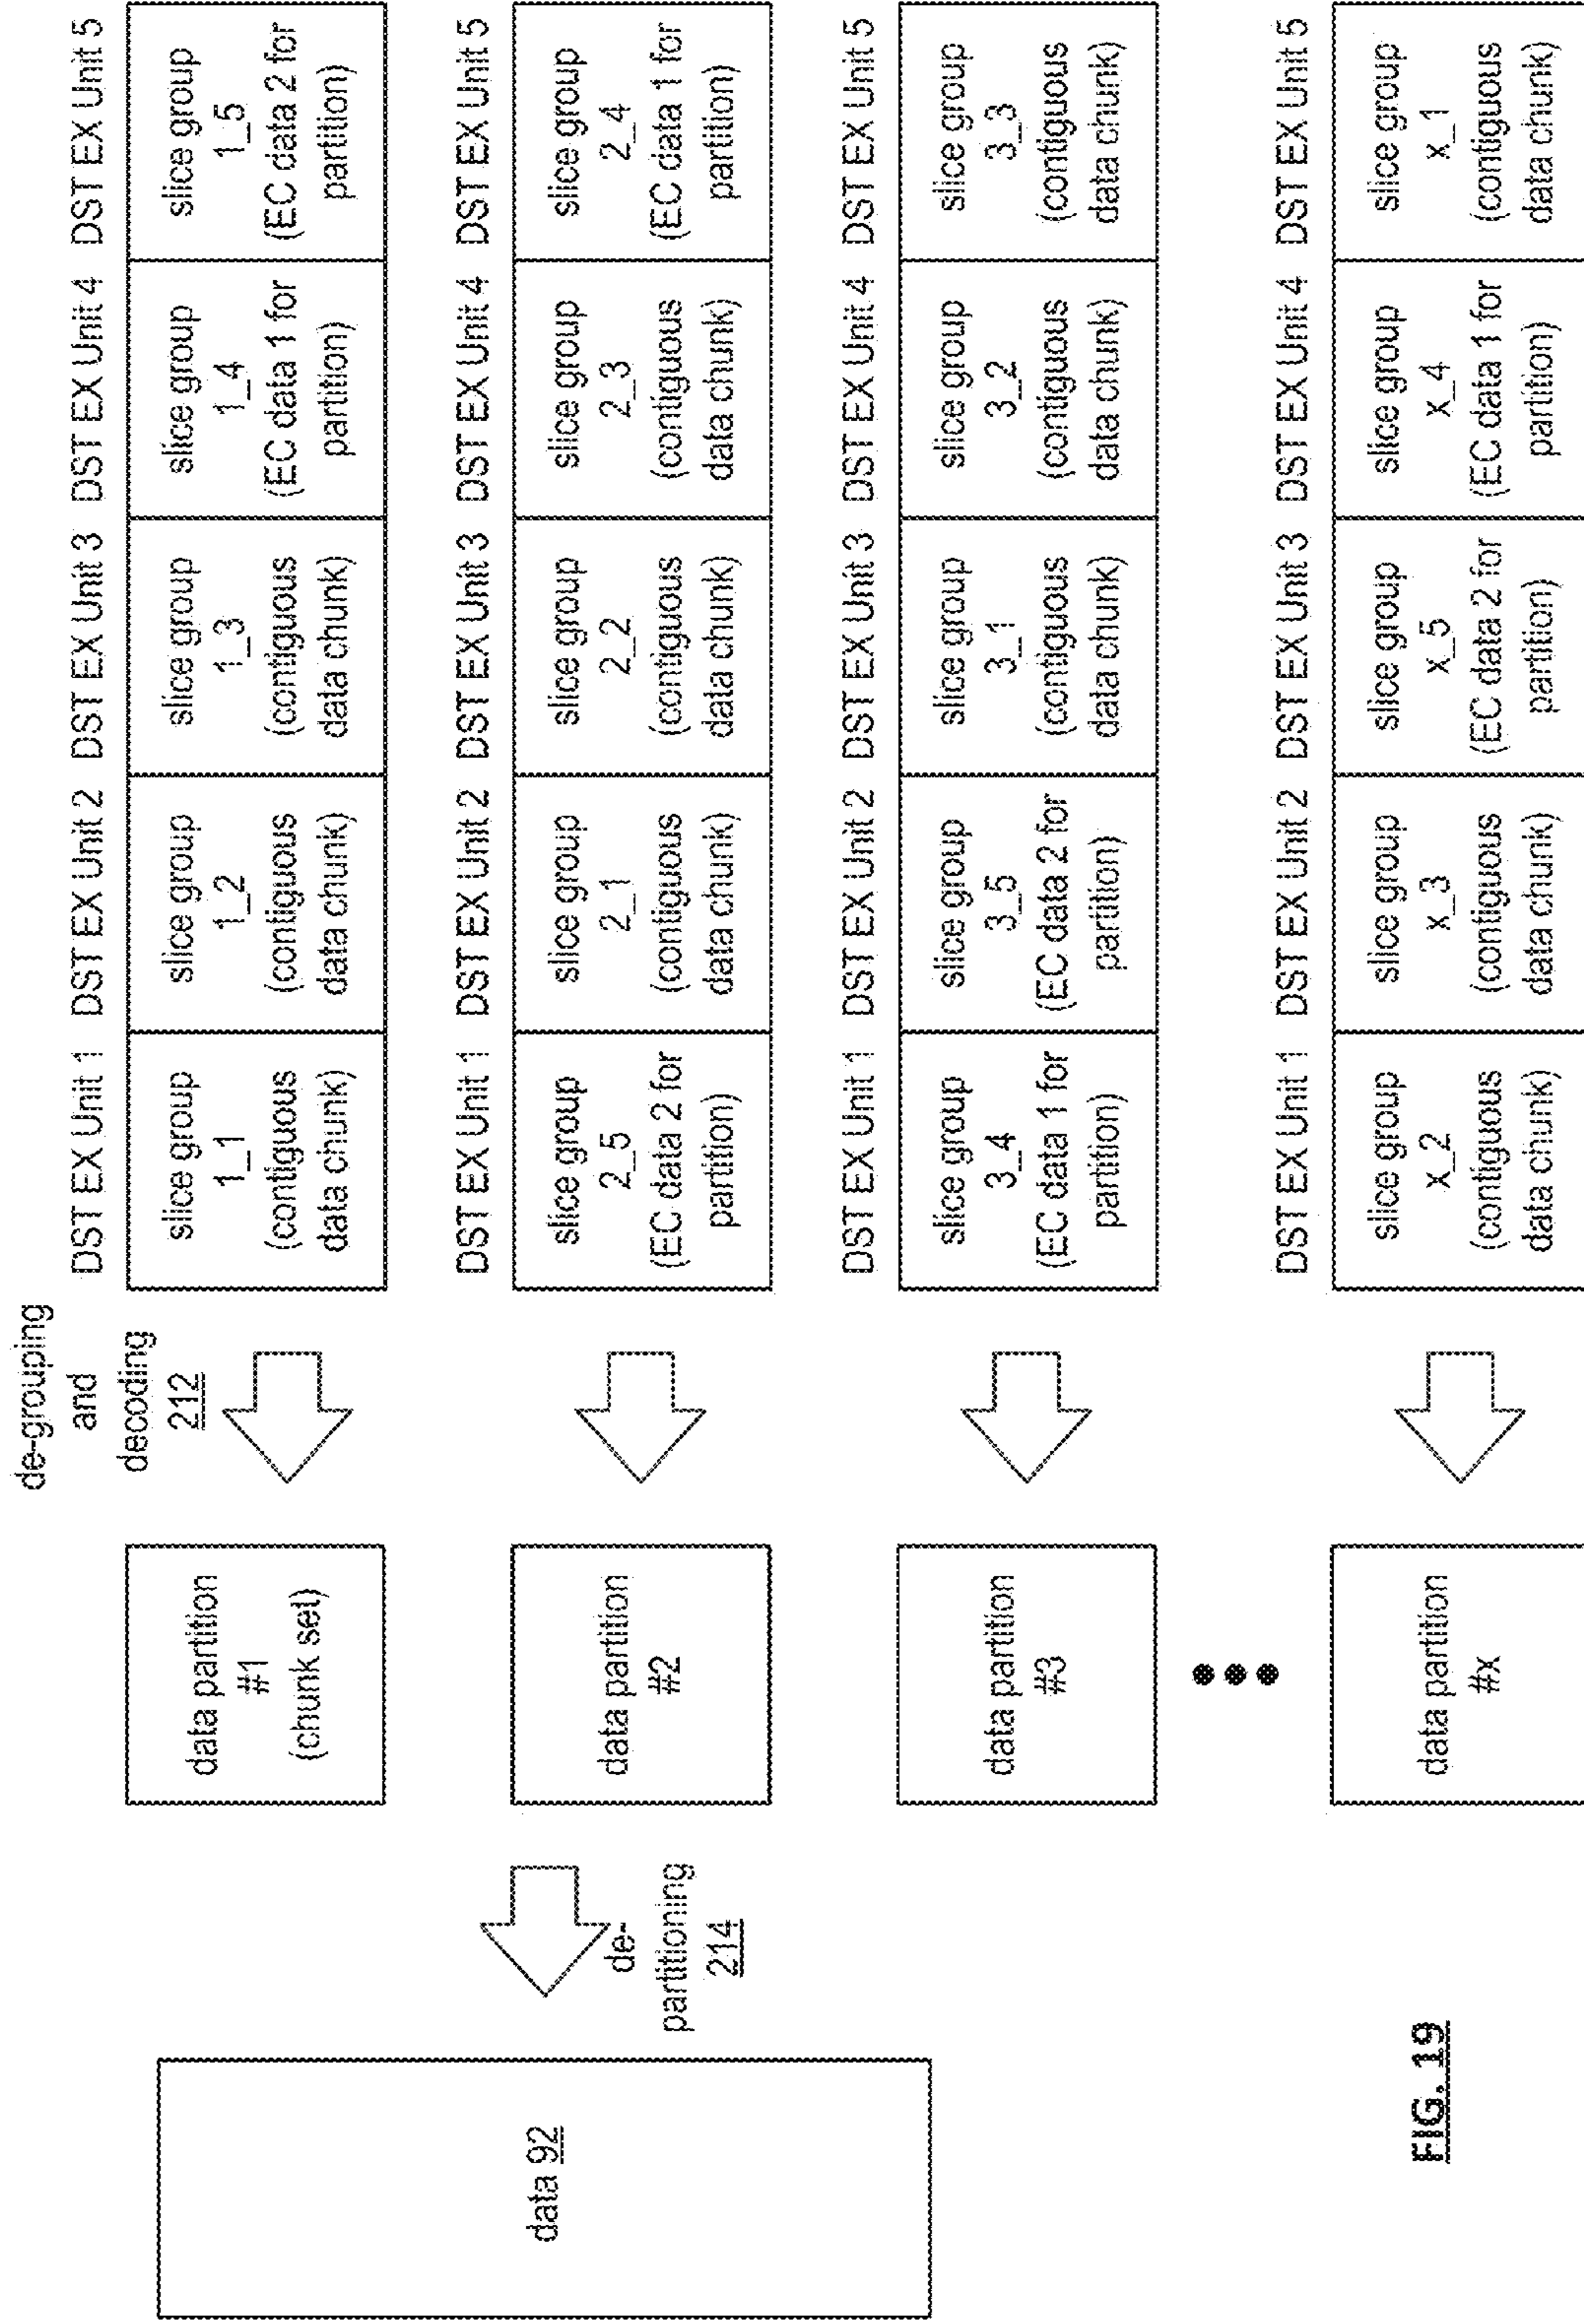 data 92
de-
partitioning
214
data partition
#1
(chunk set)
data partition
#2
data partition
#3
data partition
#x
de-grouping
and
decoding
212
DST EX Unit 1
DST EX Unit 2
DST EX Unit 3
DST EX Unit 4
DST EX Unit 5
slice group
1_1
(contiguous
data chunk)
slice group
1_2
(contiguous
data chunk)
slice group
1_3
(contiguous
data chunk)
slice group
1_4
(EC data 1 for
partition)
slice group
1_5
(EC data 2 for
partition)
DST EX Unit 1
DST EX Unit 2
DST EX Unit 3
DST EX Unit 4
DST EX Unit 5
slice group
2_5
(EC data 2 for
partition)
slice group
2_1
(contiguous
data chunk)
slice group
2_2
(contiguous
data chunk)
slice group
2_3
(contiguous
data chunk)
slice group
2_4
(EC data 1 for
partition)
DST EX Unit 1
DST EX Unit 2
DST EX Unit 3
DST EX Unit 4
DST EX Unit 5
slice group
3_4
(EC data 1 for
partition)
slice group
3_5
(EC data 2 for
partition)
slice group
3_1
(contiguous
data chunk)
slice group
3_2
(contiguous
data chunk)
slice group
3_3
(contiguous
data chunk)
DST EX Unit 1
DST EX Unit 2
DST EX Unit 3
DST EX Unit 4
DST EX Unit 5
slice group
x_2
(contiguous
data chunk)
slice group
x_3
(contiguous
data chunk)
slice group
x_5
(EC data 2 for
partition)
slice group
x_4
(EC data 1 for
partition)
slice group
x_1
(contiguous
data chunk)
FIG. 19